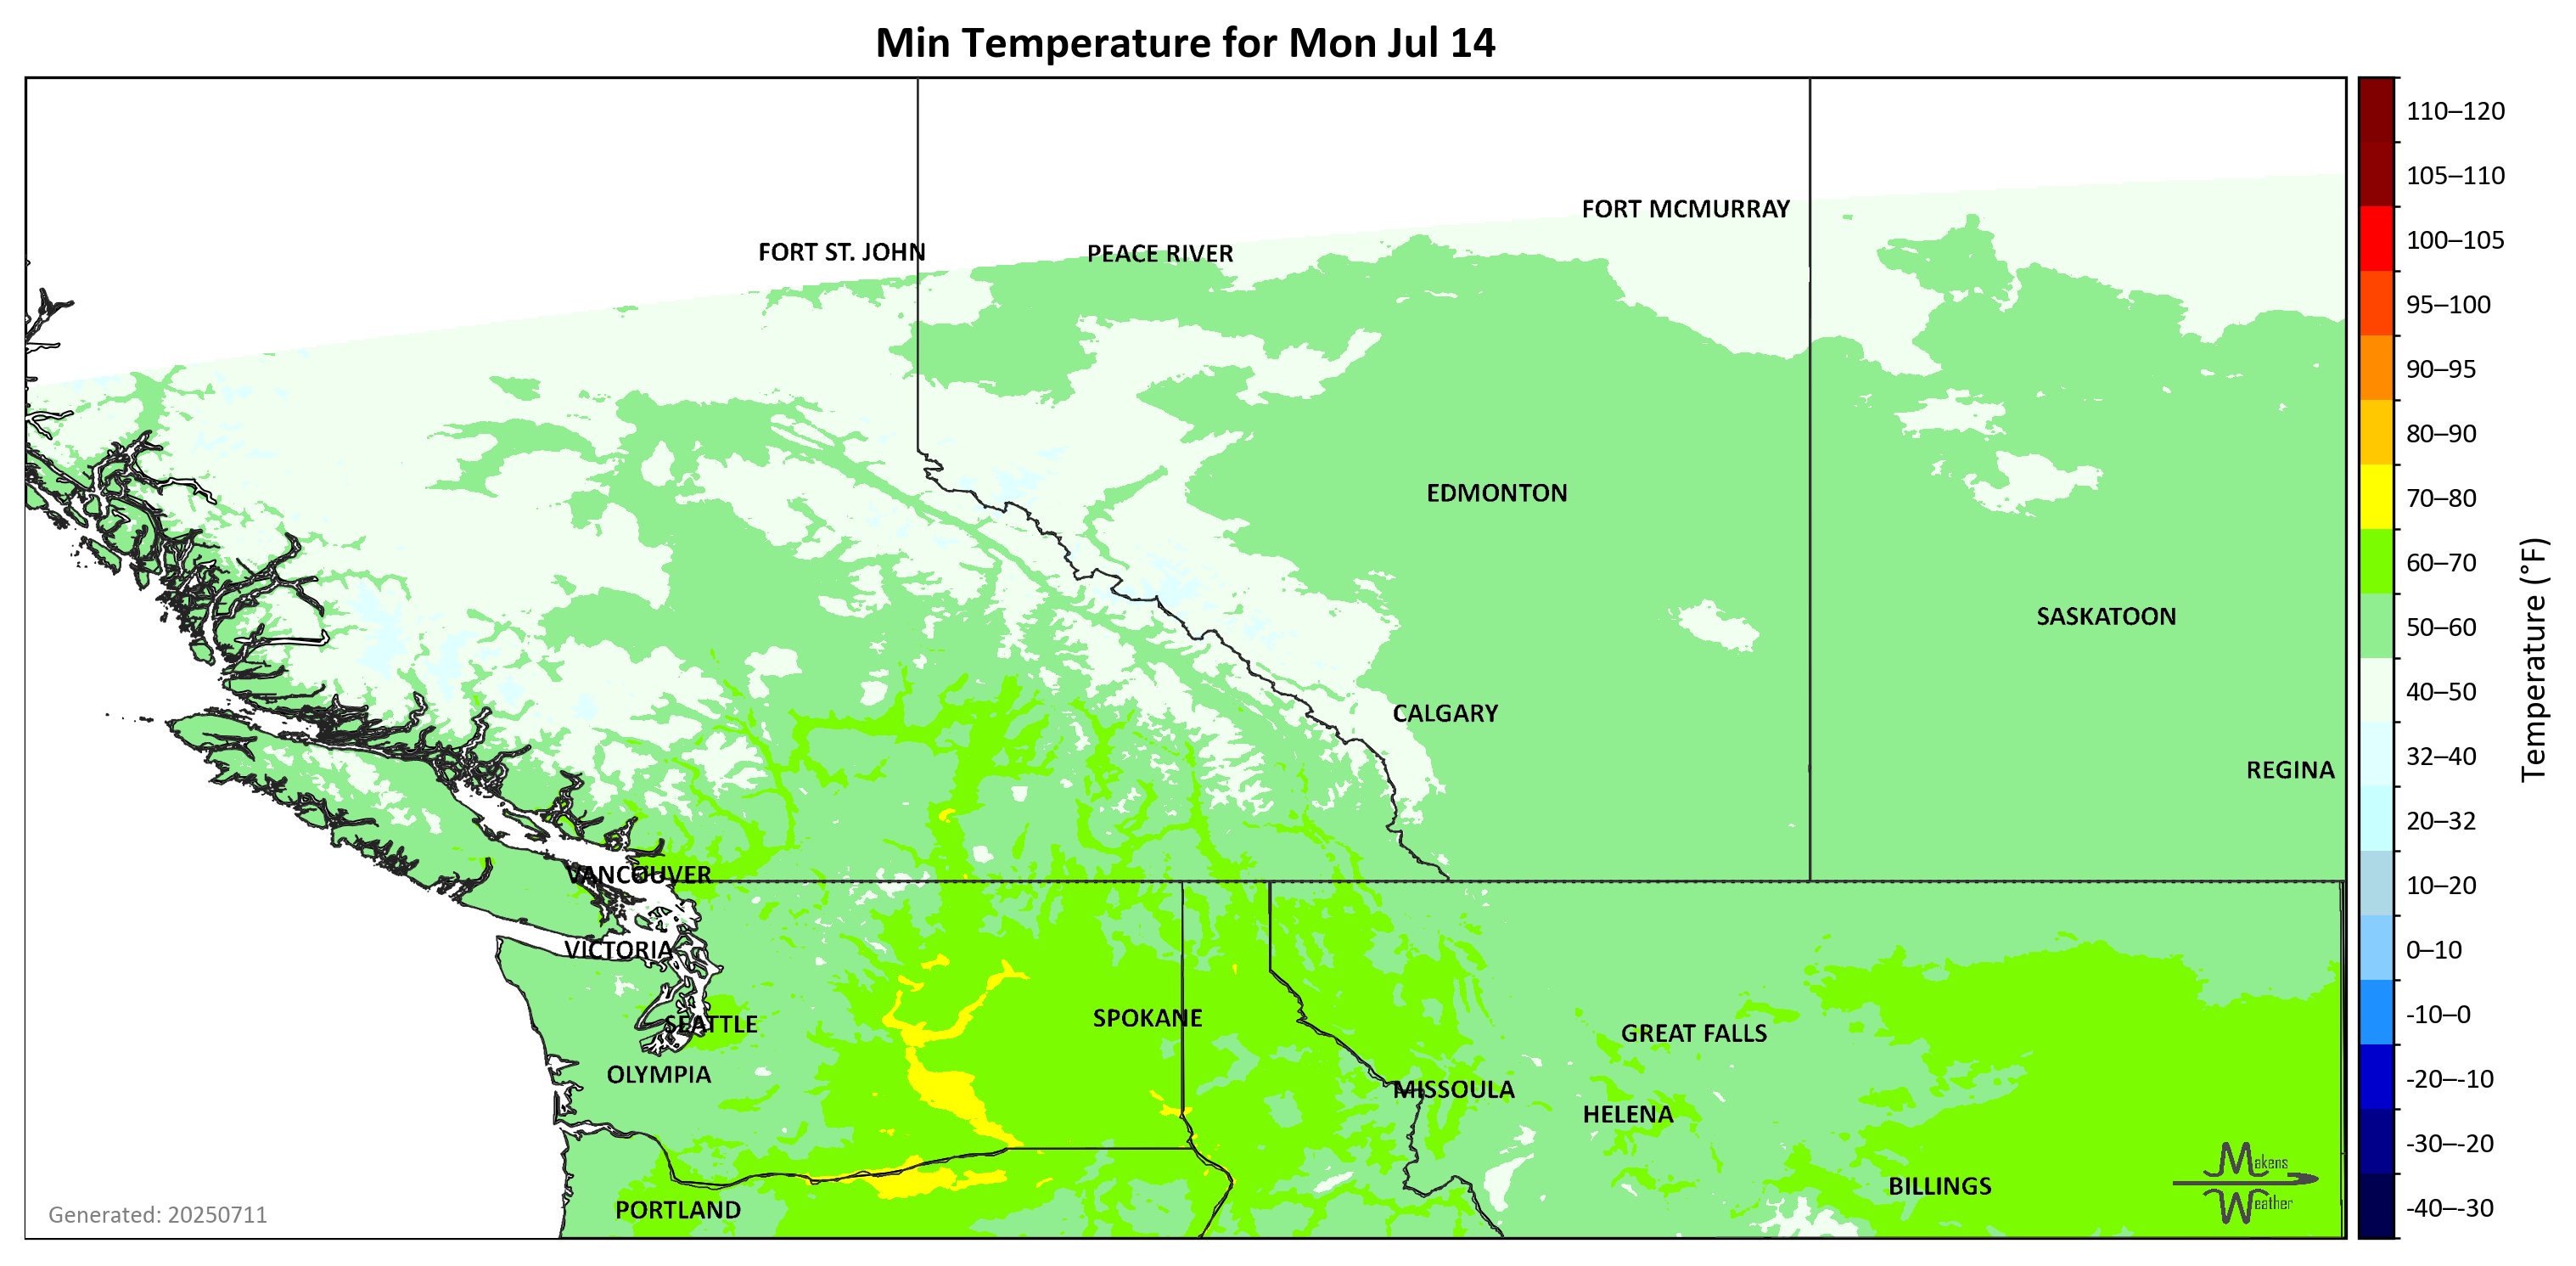 Min Temperature for Mon Jul 14
110–120
105–110
FORT MCMURRAY
100–105
FORT ST. JOHN
PEACE RIVER
95–100
90–95
80–90
EDMONTON
70–80
60–70
SASKATOON
50–60
Temperature (°F)
CALGARY
40–50
REGINA
32–40
20–32
VANCOUVER
10–20
VICTORIA
0–10
SEATTLE
SPOKANE
GREAT FALLS
-10–0
OLYMPIA
MISSOULA
-20–-10
HELENA
-30–-20
Makens
Weather
BILLINGS
PORTLAND
-40–-30
Generated: 20250711